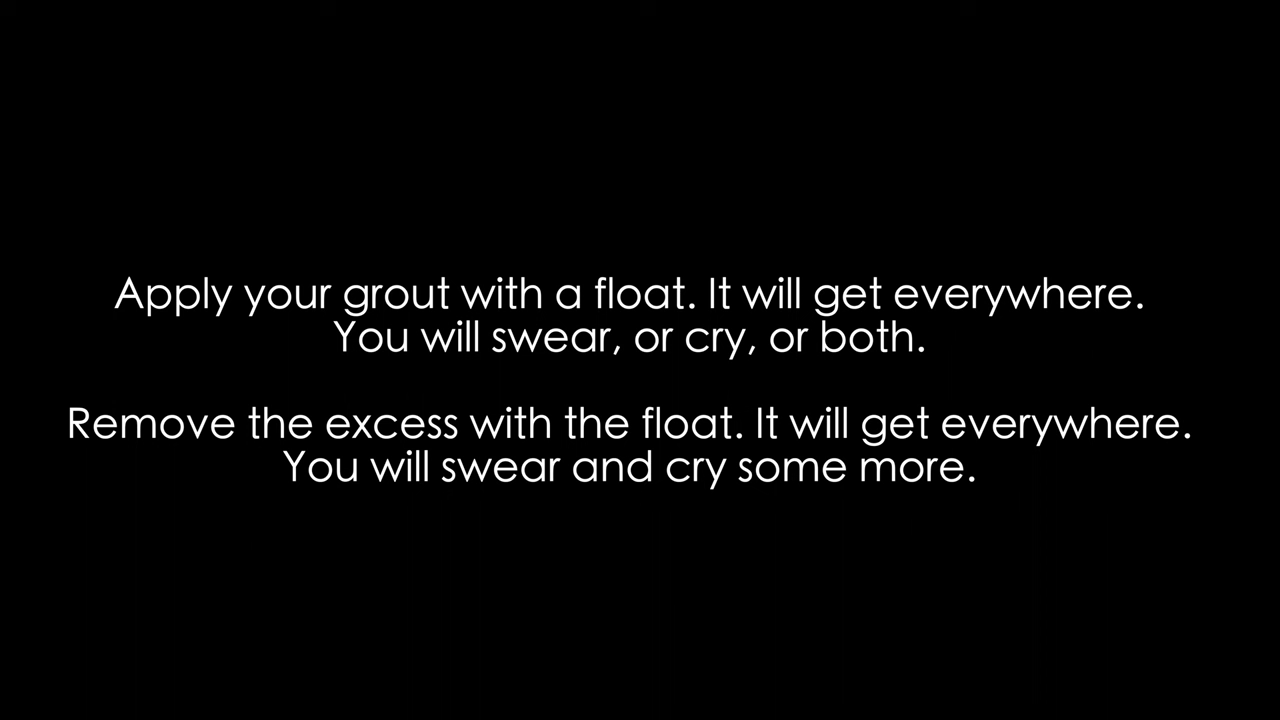 Apply your grout with a float. It will get everywhere.
You will swear, or cry, or both.
Remove the excess with the float. It will get everywhere.
You will swear and cry some more.